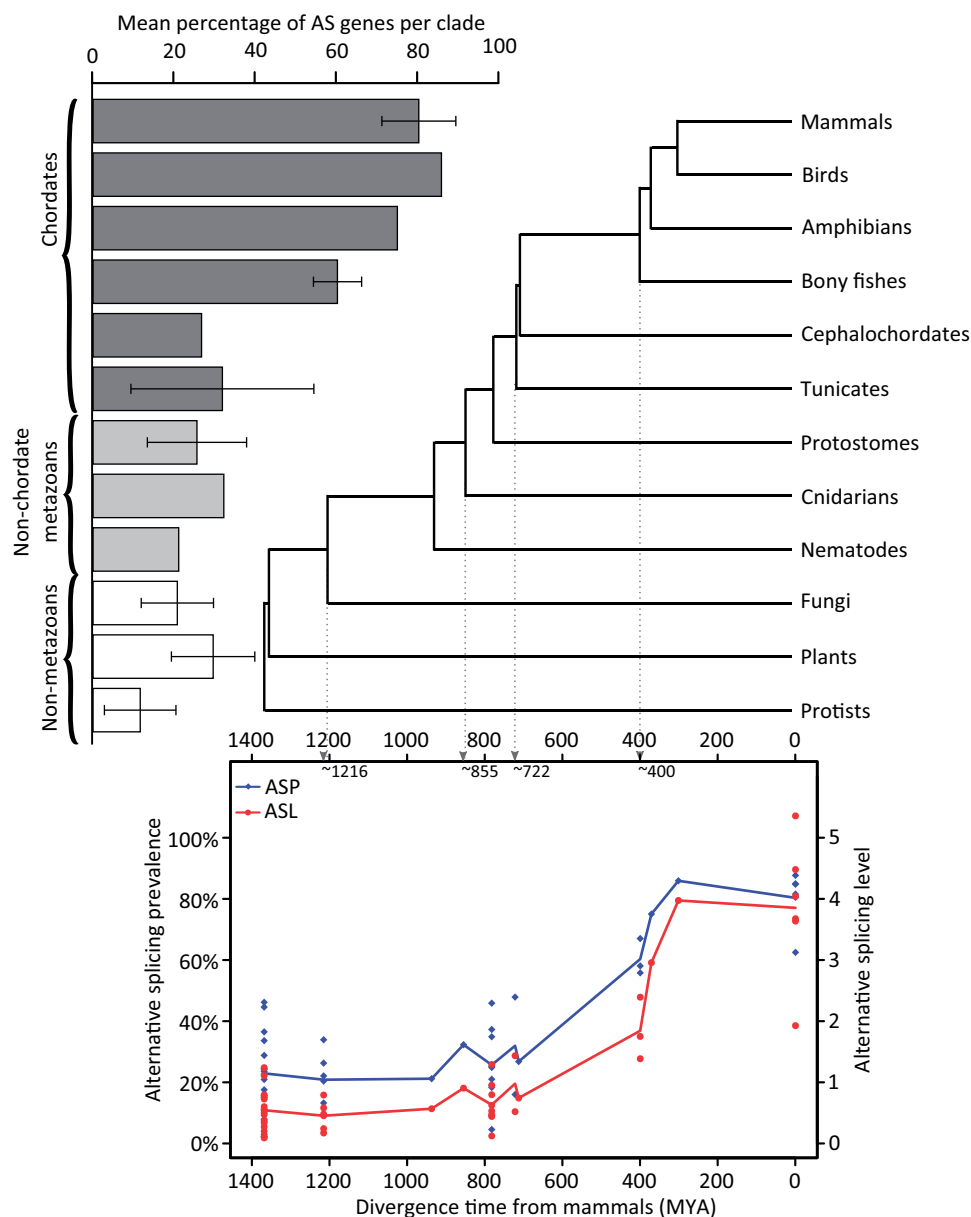 Mean percentage of AS genes per clade
0 20 40 60 80 100
Chordates
Non-chordate
metazoans
Non-metazoans
Mammals
Birds
Amphibians
Bony fishes
Cephalochordates
Tunicates
Protostomes
Cnidarians
Nematodes
Fungi
Plants
Protists
1400 1200 1000 800 600 400 200 0
~1216 ~855 ~722 ~400
ASP
ASL
Alternative splicing prevalence
100%
80%
60%
40%
20%
0%
Alternative splicing level
5
4
3
2
1
0
1400 1200 1000 800 600 400 200 0
Divergence time from mammals (MYA)